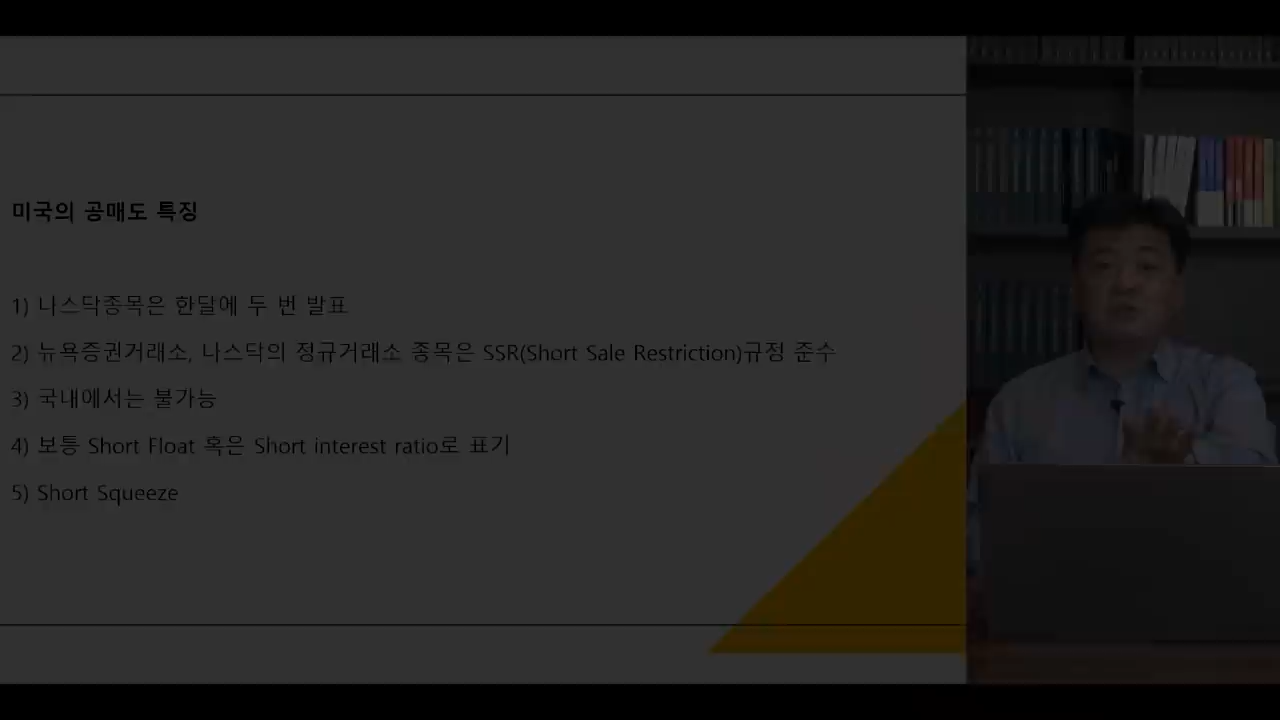 미국의 공매도 특징
1) 나스닥종목은 한달에 두 번 발표
2) 뉴욕증권거래소, 나스닥의 정규거래소 종목은 SSR(Short Sale Restriction)규정 준수
3) 국내에서는 불가능
4) 보통 Short Float 혹은 Short interest ratio로 표기
5) Short Squeeze